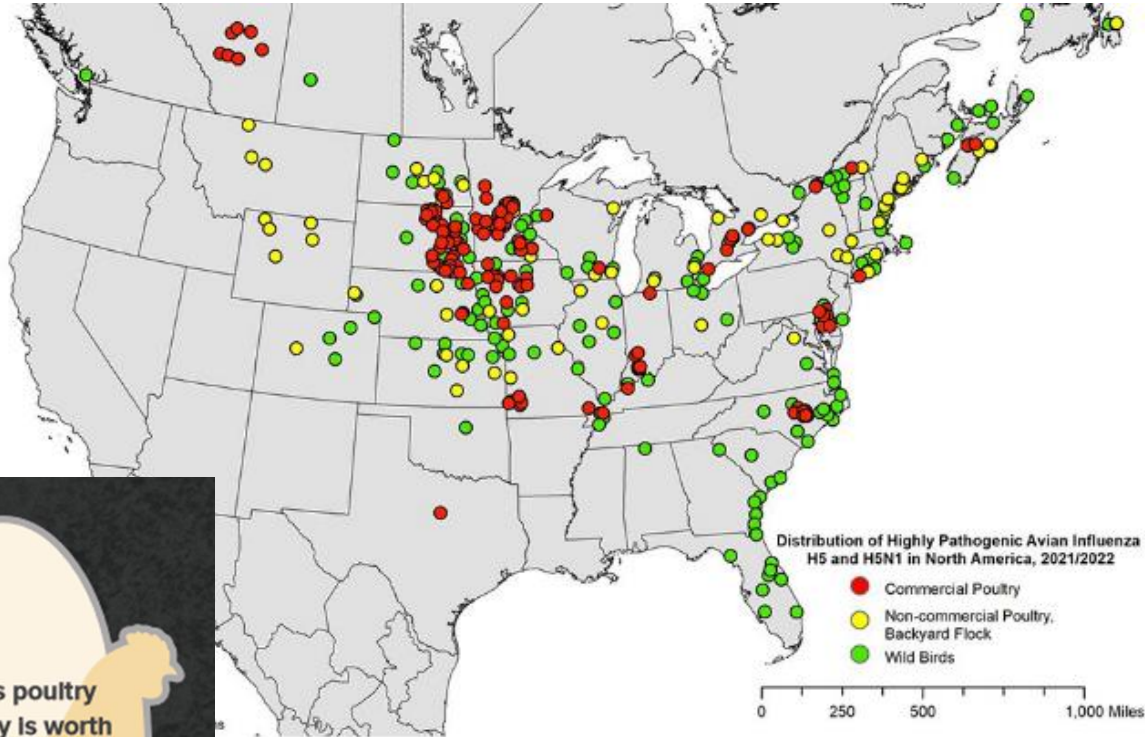 Distribution of Highly Pathogenic Avian Influenza
H5 and H5N1 in North America, 2021/2022
Commercial Poultry
Non-commercial Poultry,
Backyard Flock
Wild Birds
0 250 500 1,000 Miles
s poultry
y is worth